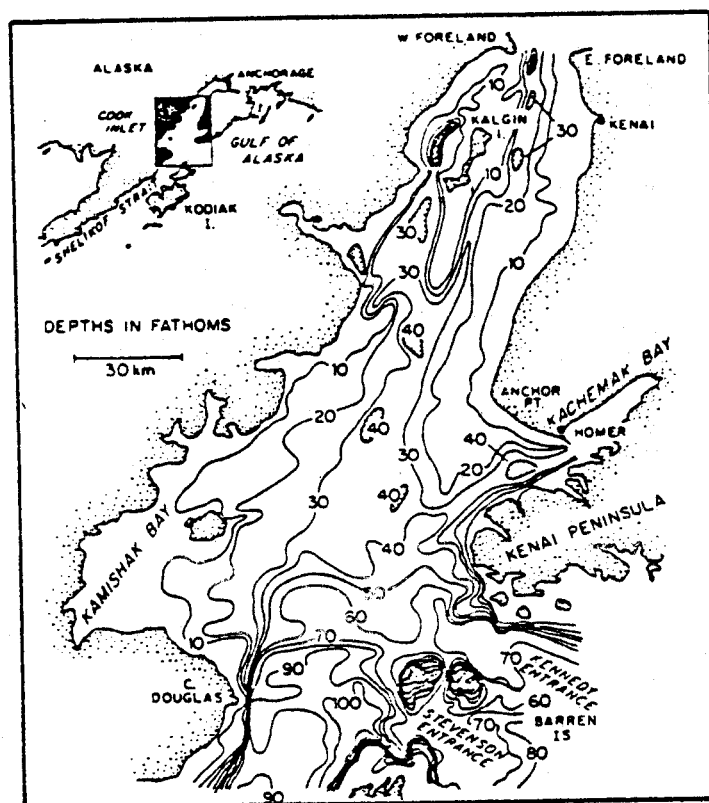 W. FORELAND
E. FORELAND
ALASKA
ANCHORAGE
COOK
INLET
GULF OF
ALASKA
SHELIKOF STRAIT
KODIAK
I.
10
KALGIN
I.
30
KENAI
10
20
30
10
30
DEPTHS IN FATHOMS
30 km
40
10
ANCHOR
PT.
KACHEMAK BAY
HOMER
20
40
40
20
30
30
40
KAMISHAK BAY
KENAI PENINSULA
40
60
10
70
C.
DOUGLAS
90
100
70
KENNEDY
ENTRANCE
60
BARREN
IS
STEVENSON
ENTRANCE
70
80
90